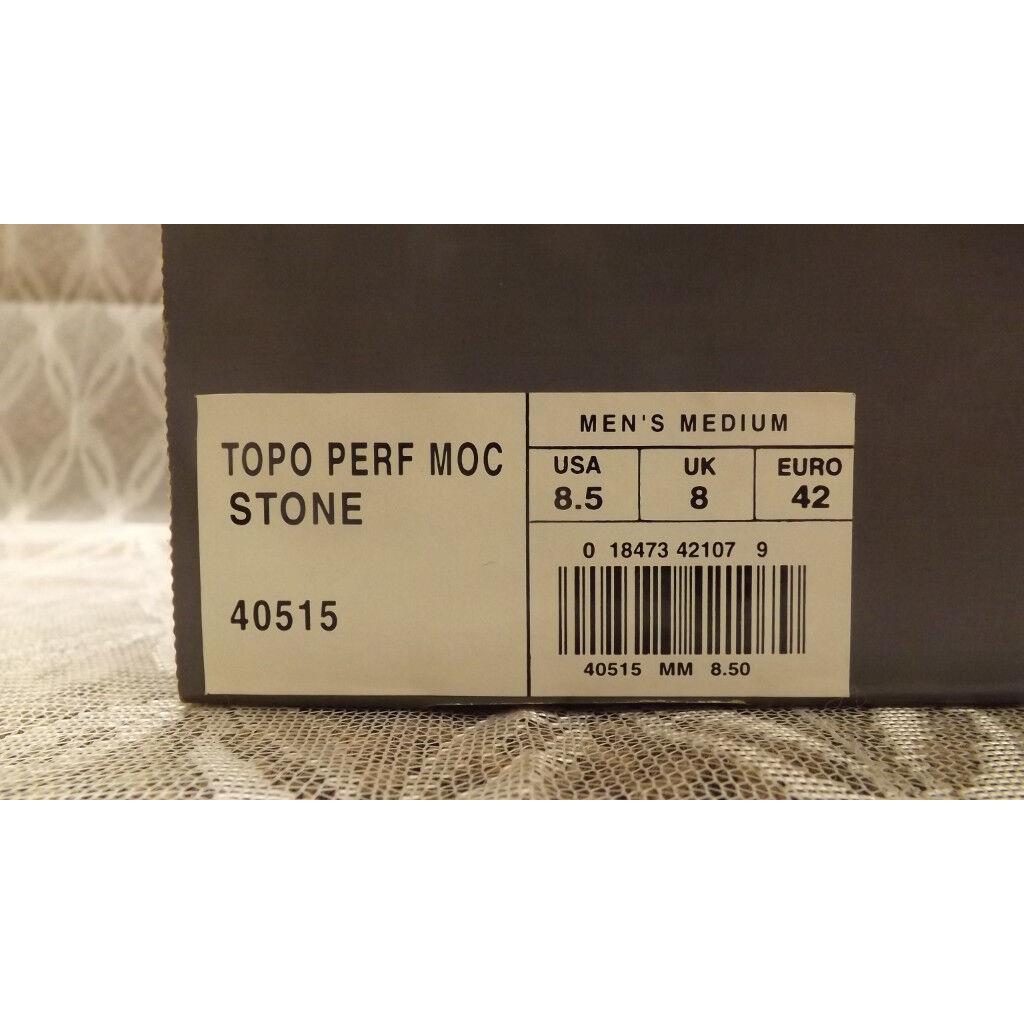 TOPO PERF MOC
STONE
40515
MEN'S MEDIUM
USA UK EURO
8.5 8 42
0 18473 42107 9
40515 MM 8.50